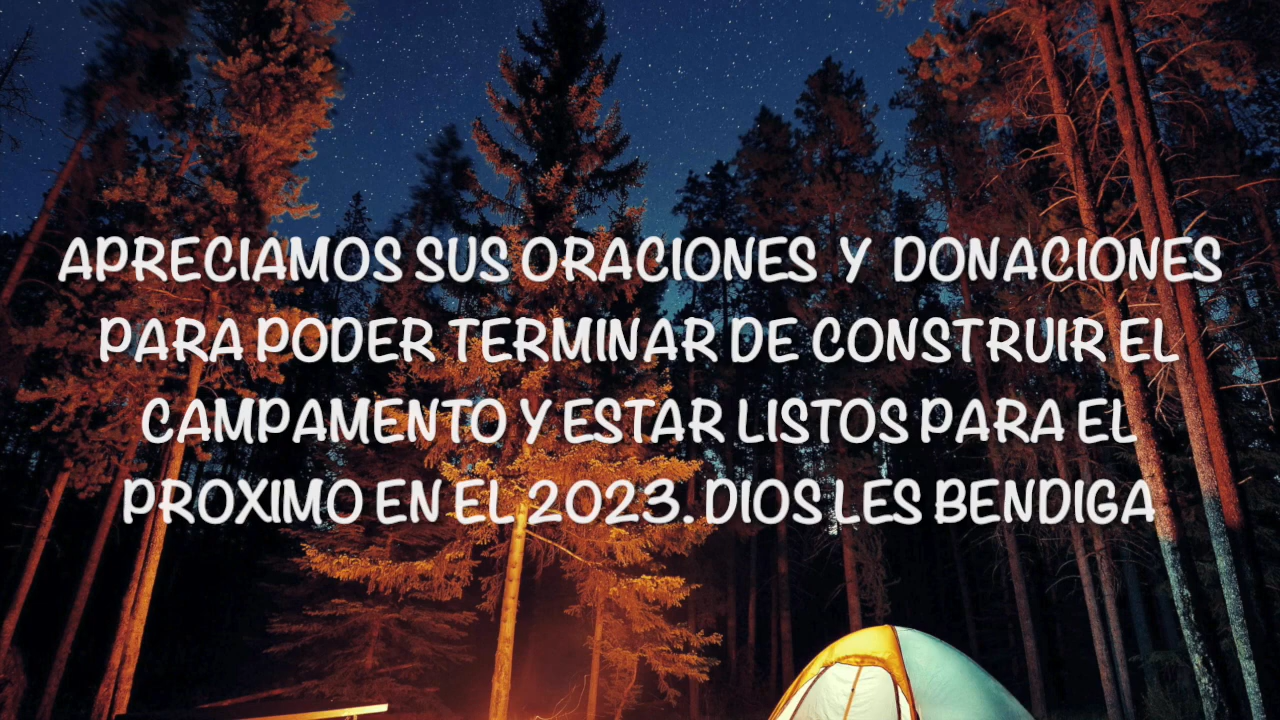 APRECIAMOS SUS ORACIONES Y DONACIONES
PARA PODER TERMINAR DE CONSTRUIR EL
CAMPAMENTO Y ESTAR LISTOS PARA EL
PROXIMO EN EL 2023. DIOS LES BENDIGA